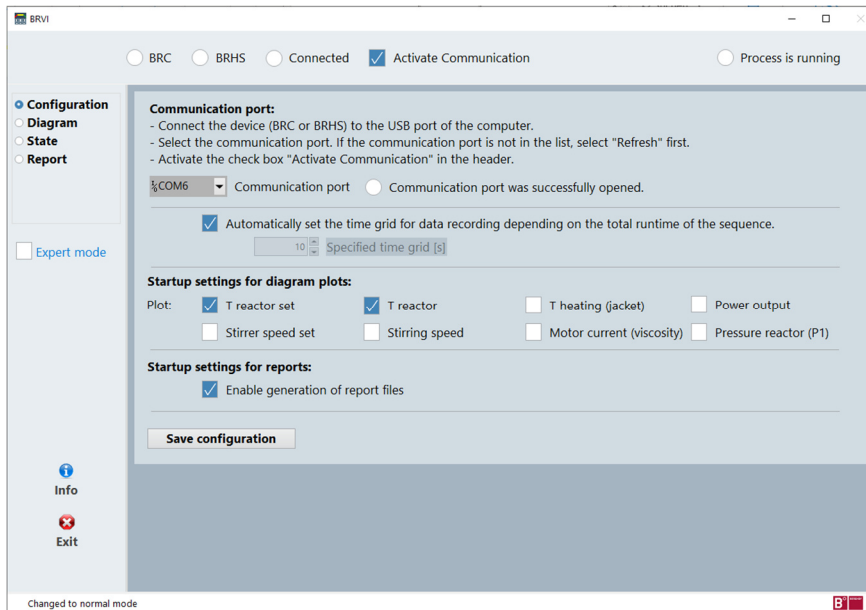 BRVI
BRC BRHS Connected Activate Communication Process is running
Configuration
Diagram
State
Report
Expert mode
Communication port:
- Connect the device (BRC or BRHS) to the USB port of the computer.
- Select the communication port. If the communication port is not in the list, select "Refresh" first.
- Activate the check box "Activate Communication" in the header.
COM6 Communication port Communication port was successfully opened.
Automatically set the time grid for data recording depending on the total runtime of the sequence.
10 Specified time grid [s]
Startup settings for diagram plots:
Plot: T reactor set T reactor T heating (jacket) Power output
Stirrer speed set Stirring speed Motor current (viscosity) Pressure reactor (P1)
Startup settings for reports:
Enable generation of report files
Save configuration
Info
Exit
Changed to normal mode